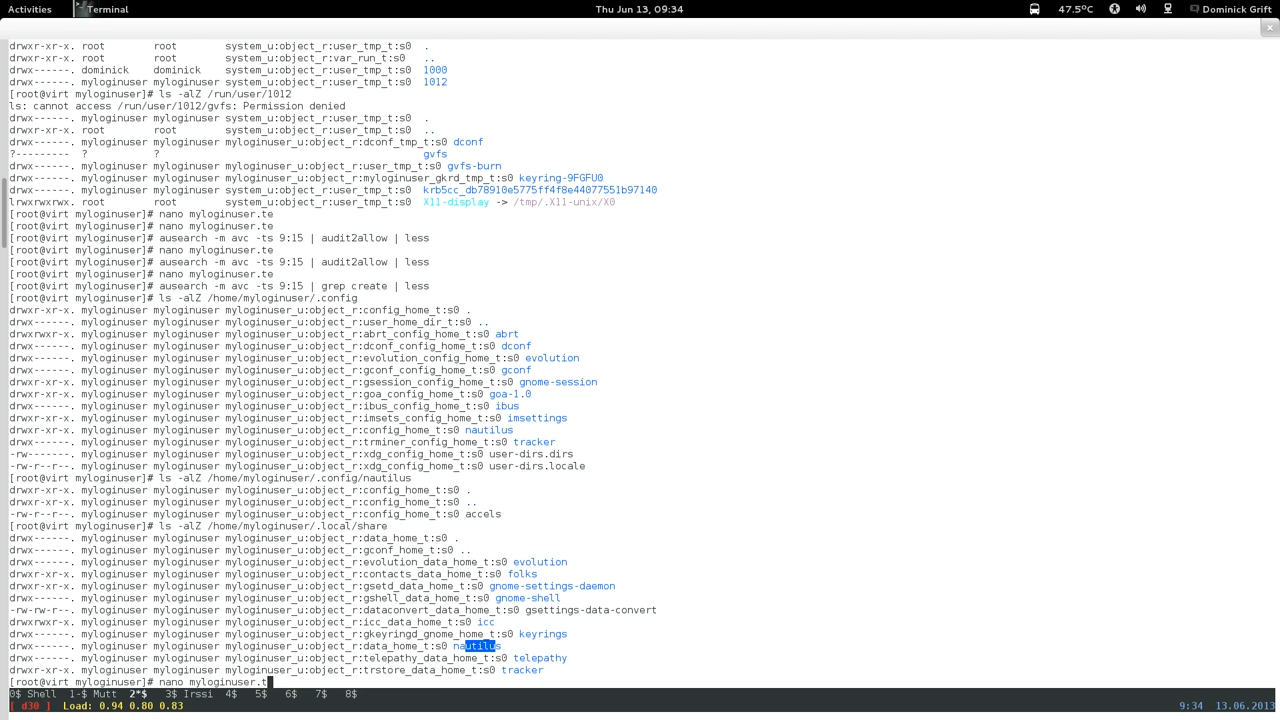 Activities Terminal Thu Jun 13, 09:34 47.5°C Dominick Grift
drwxr-xr-x. root root system_u:object_r:user_tmp_t:s0 .
drwxr-xr-x. root root system_u:object_r:var_run_t:s0 ..
drwx------. dominick dominick system_u:object_r:user_tmp_t:s0 1000
drwx------. myloginuser myloginuser system_u:object_r:user_tmp_t:s0 1012
[root@virt myloginuser]# ls -alZ /run/user/1012
ls: cannot access /run/user/1012/gvfs: Permission denied
drwx------. myloginuser myloginuser system_u:object_r:user_tmp_t:s0 .
drwxr-xr-x. root root system_u:object_r:user_tmp_t:s0 ..
drwx------. myloginuser myloginuser myloginuser_u:object_r:dconf_tmp_t:s0 dconf
?--------- ? ? gvfs
drwx------. myloginuser myloginuser myloginuser_u:object_r:user_tmp_t:s0 gvfs-burn
drwx------. myloginuser myloginuser myloginuser_u:object_r:myloginuser_gkrd_tmp_t:s0 keyring-9FGFU0
drwx------. myloginuser myloginuser system_u:object_r:user_tmp_t:s0 krb5cc_db78910e5775ff4f8e44077551b97140
lrwxrwxrwx. root root system_u:object_r:user_tmp_t:s0 X11-display -> /tmp/.X11-unix/X0
[root@virt myloginuser]# nano myloginuser.te
[root@virt myloginuser]# nano myloginuser.te
[root@virt myloginuser]# ausearch -m avc -ts 9:15 | audit2allow | less
[root@virt myloginuser]# nano myloginuser.te
[root@virt myloginuser]# ausearch -m avc -ts 9:15 | audit2allow | less
[root@virt myloginuser]# nano myloginuser.te
[root@virt myloginuser]# ausearch -m avc -ts 9:15 | grep create | less
[root@virt myloginuser]# ls -alZ /home/myloginuser/.config
drwxr-xr-x. myloginuser myloginuser myloginuser_u:object_r:config_home_t:s0 .
drwx------. myloginuser myloginuser myloginuser_u:object_r:user_home_dir_t:s0 ..
drwxrwxr-x. myloginuser myloginuser myloginuser_u:object_r:abrt_config_home_t:s0 abrt
drwx------. myloginuser myloginuser myloginuser_u:object_r:dconf_config_home_t:s0 dconf
drwx------. myloginuser myloginuser myloginuser_u:object_r:evolution_config_home_t:s0 evolution
drwx------. myloginuser myloginuser myloginuser_u:object_r:gconf_config_home_t:s0 gconf
drwxr-xr-x. myloginuser myloginuser myloginuser_u:object_r:gsession_config_home_t:s0 gnome-session
drwxr-xr-x. myloginuser myloginuser myloginuser_u:object_r:goa_config_home_t:s0 goa-1.0
drwx------. myloginuser myloginuser myloginuser_u:object_r:ibus_config_home_t:s0 ibus
drwx------. myloginuser myloginuser myloginuser_u:object_r:imsets_config_home_t:s0 imsettings
drwxr-xr-x. myloginuser myloginuser myloginuser_u:object_r:config_home_t:s0 nautilus
drwx------. myloginuser myloginuser myloginuser_u:object_r:trminer_config_home_t:s0 tracker
-rw-------. myloginuser myloginuser myloginuser_u:object_r:xdg_config_home_t:s0 user-dirs.dirs
-rw-r--r--. myloginuser myloginuser myloginuser_u:object_r:xdg_config_home_t:s0 user-dirs.locale
[root@virt myloginuser]# ls -alZ /home/myloginuser/.config/nautilus
drwxr-xr-x. myloginuser myloginuser myloginuser_u:object_r:config_home_t:s0 .
drwxr-xr-x. myloginuser myloginuser myloginuser_u:object_r:config_home_t:s0 ..
-rw-r--r--. myloginuser myloginuser myloginuser_u:object_r:config_home_t:s0 accels
[root@virt myloginuser]# ls -alZ /home/myloginuser/.local/share
drwx------. myloginuser myloginuser myloginuser_u:object_r:data_home_t:s0 .
drwx------. myloginuser myloginuser myloginuser_u:object_r:gconf_home_t:s0 ..
drwx------. myloginuser myloginuser myloginuser_u:object_r:evolution_data_home_t:s0 evolution
drwxr-xr-x. myloginuser myloginuser myloginuser_u:object_r:contacts_data_home_t:s0 folks
drwxr-xr-x. myloginuser myloginuser myloginuser_u:object_r:gsetd_data_home_t:s0 gnome-settings-daemon
drwx------. myloginuser myloginuser myloginuser_u:object_r:gshell_data_home_t:s0 gnome-shell
-rw-rw-r--. myloginuser myloginuser myloginuser_u:object_r:dataconvert_data_home_t:s0 gsettings-data-convert
drwxrwxr-x. myloginuser myloginuser myloginuser_u:object_r:icc_data_home_t:s0 icc
drwx------. myloginuser myloginuser myloginuser_u:object_r:gkeyringd_gnome_home_t:s0 keyrings
drwx------. myloginuser myloginuser myloginuser_u:object_r:data_home_t:s0 nautilus
drwx------. myloginuser myloginuser myloginuser_u:object_r:telepathy_data_home_t:s0 telepathy
drwxr-xr-x. myloginuser myloginuser myloginuser_u:object_r:trstore_data_home_t:s0 tracker
[root@virt myloginuser]# nano myloginuser.t
0$ Shell 1-$ Mutt 2*$ 3$ Irssi 4$ 5$ 6$ 7$ 8$
[ d30 ] Load: 0.94 0.80 0.83 9:34 13.06.2013